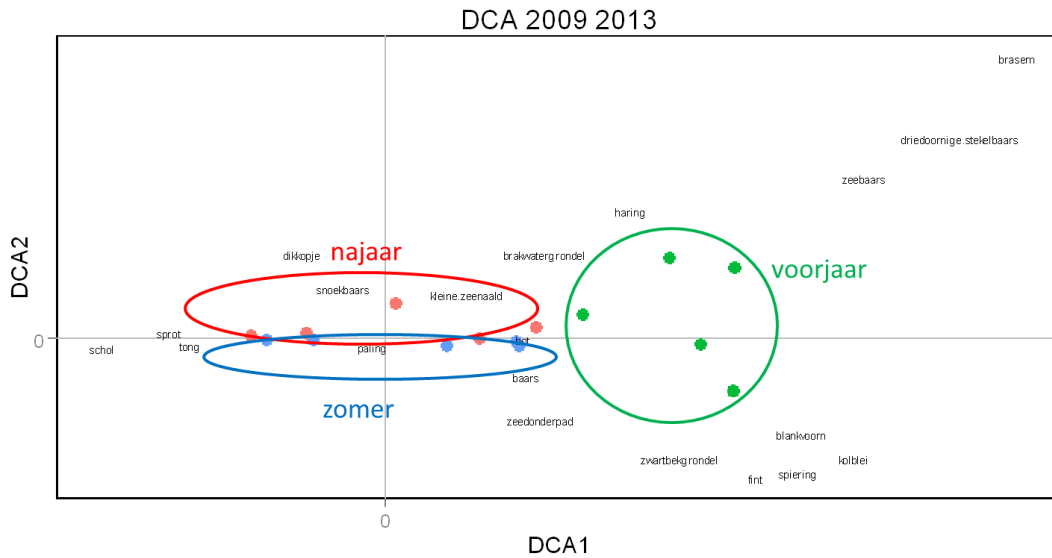 DCA 2009 2013
brasem
driedoornige.stekelbaars
zeebaars
haring
dikkopje
najaar
brakwatergrondel
voorjaar
snoekbaars
kleine.zeenaald
DCA2
0
sprot
schol
tong
paling
bot
baars
zomer
zeedonderpad
blankvoorn
zwartbekgrondel
kolblei
spiering
fint
0
DCA1